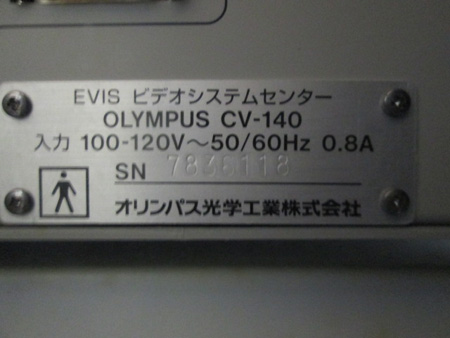 EVIS ビデオシステムセンター
OLYMPUS CV-140
入力 100-120V～50/60Hz 0.8A
SN 7836118
オリンパス光学工業株式会社